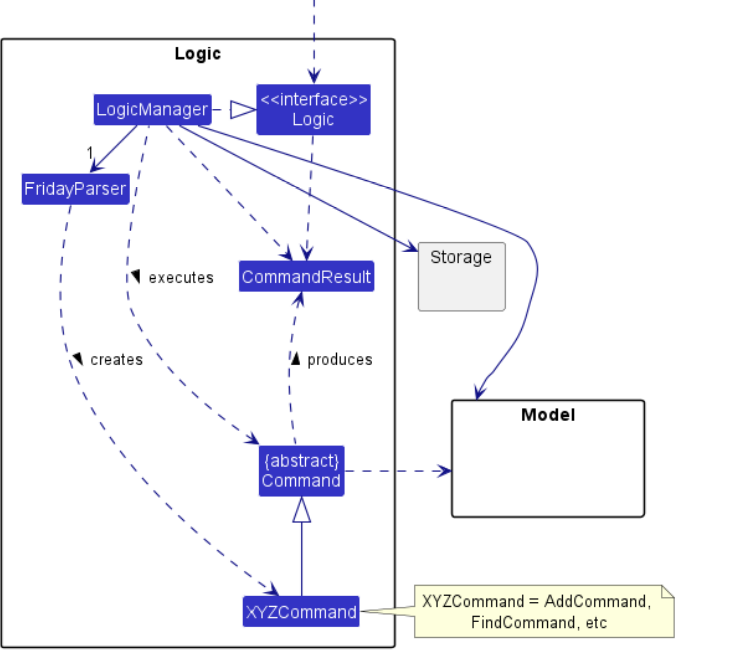 Logic
LogicManager
<<interface>>
Logic
1
FridayParser
Storage
CommandResult
executes
creates
produces
Model
{abstract}
Command
XYZCommand
XYZCommand = AddCommand,
FindCommand, etc